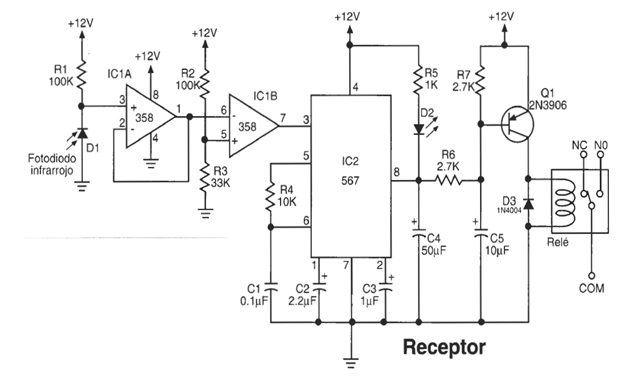 +12V
+12V
+12V
+12V
+12V
R1
100K
IC1A
3
+
358
8
1
2
-
4
D1
Fotodiodo
infrarrojo
R2
100K
IC1B
6
-
358
7
5
+
R3
33K
3
4
5
IC2
567
8
6
1
7
2
R4
10K
C1
0.1µF
C2
2.2µF
+
C3
1µF
+
R5
1K
D2
R6
2.7K
+
C4
50µF
R7
2.7K
+
C5
10µF
Q1
2N3906
D3
1N4004
NC
N0
Relé
COM
Receptor